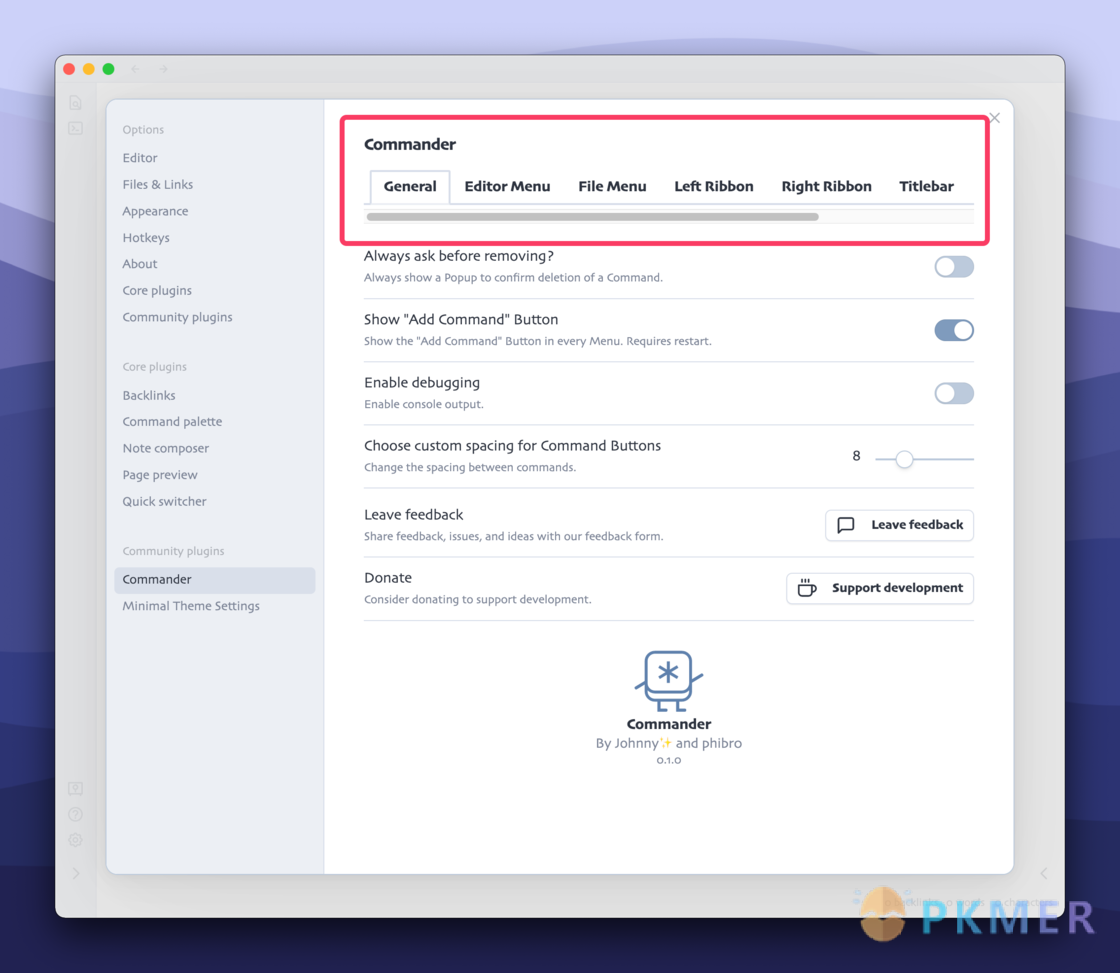 Options
Editor
Files & Links
Appearance
Hotkeys
About
Core plugins
Community plugins
Core plugins
Backlinks
Command palette
Note composer
Page preview
Quick switcher
Community plugins
Commander
Minimal Theme Settings
Commander
General Editor Menu File Menu Left Ribbon Right Ribbon Titlebar
Always ask before removing?
Always show a Popup to confirm deletion of a Command.
Show "Add Command" Button
Show the "Add Command" Button in every Menu. Requires restart.
Enable debugging
Enable console output.
Choose custom spacing for Command Buttons
Change the spacing between commands.
8
Leave feedback
Share feedback, issues, and ideas with our feedback form.
Leave feedback
Donate
Consider donating to support development.
Support development
Commander
By Johnny✨ and phibro
0.1.0
PKMER